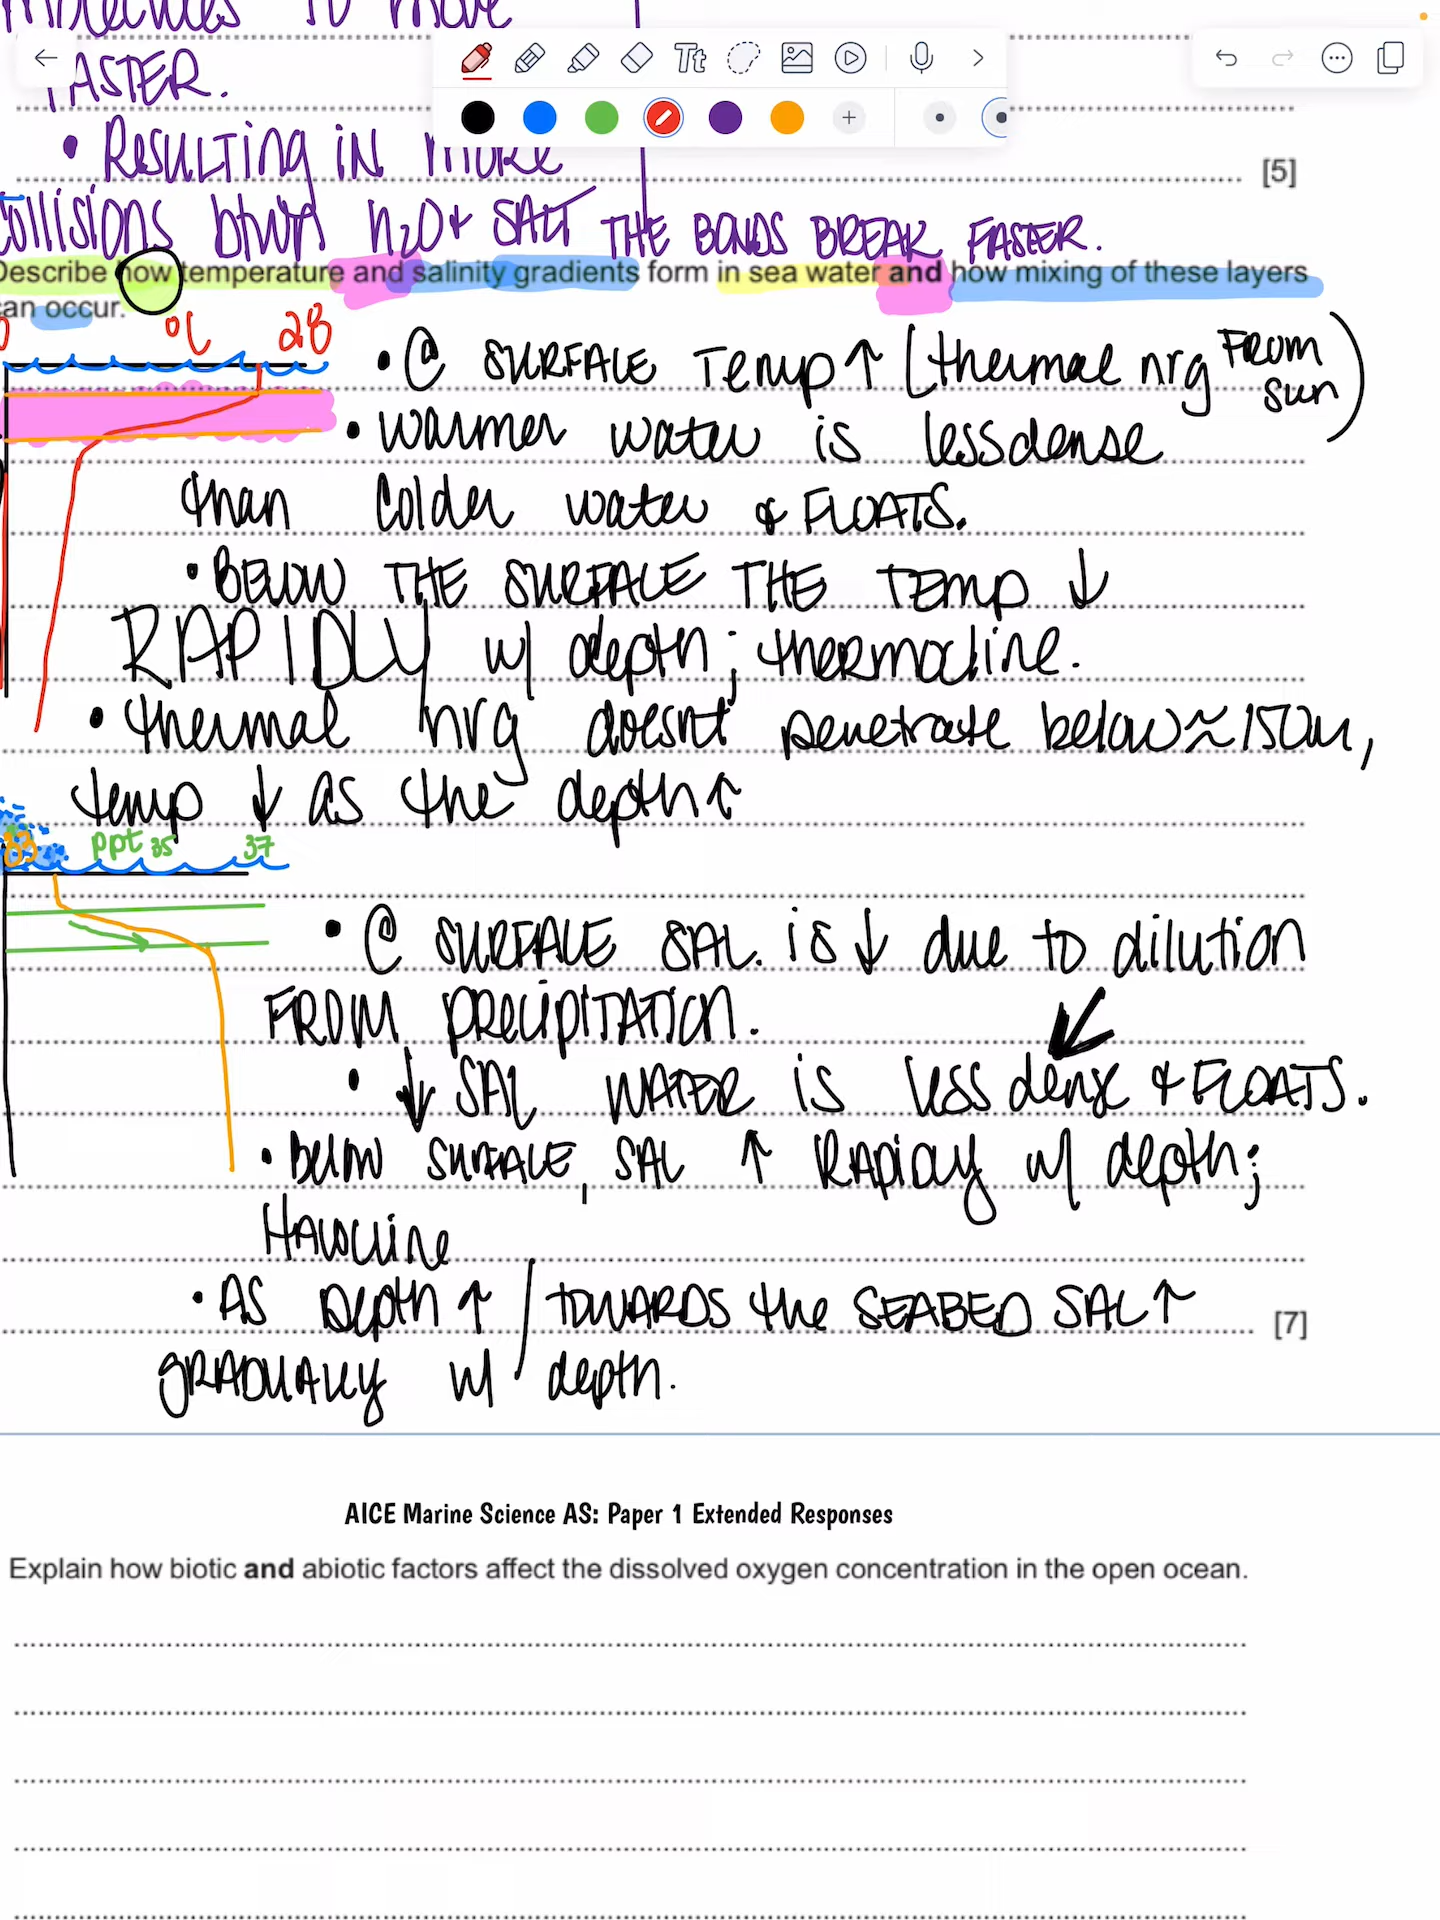 molecules to move
FASTER.
• Resulting in more
[5]
collisions btwn h2O + SALT THE BONDS BREAK FASTER.
Describe how temperature and salinity gradients form in sea water and how mixing of these layers
can occur.
°C 28
• @ SURFACE Temp ↑ (thermal nrg FROM sun)
• warmer water is less dense
than colder water & FLOATS.
• BELOW THE SURFACE THE TEMP ↓
RAPIDLY w/ depth; thermocline.
• thermal nrg doesnt penetrate below ≈ 150m,
temp ↓ as the depth ↑
33 ppt 35 37
• @ SURFACE SAL. is ↓ due to dilution
FROM PRECIPITATION.
• ↓ SAL WATER is less dense & FLOATS.
• Below SURFACE, SAL ↑ RAPIDLY w/ depth;
HALOCLINE
• AS Depth ↑ / TOWARDS the SEABED SAL ↑
[7]
GRADUALLY w/ depth.
AICE Marine Science AS: Paper 1 Extended Responses
Explain how biotic and abiotic factors affect the dissolved oxygen concentration in the open ocean.